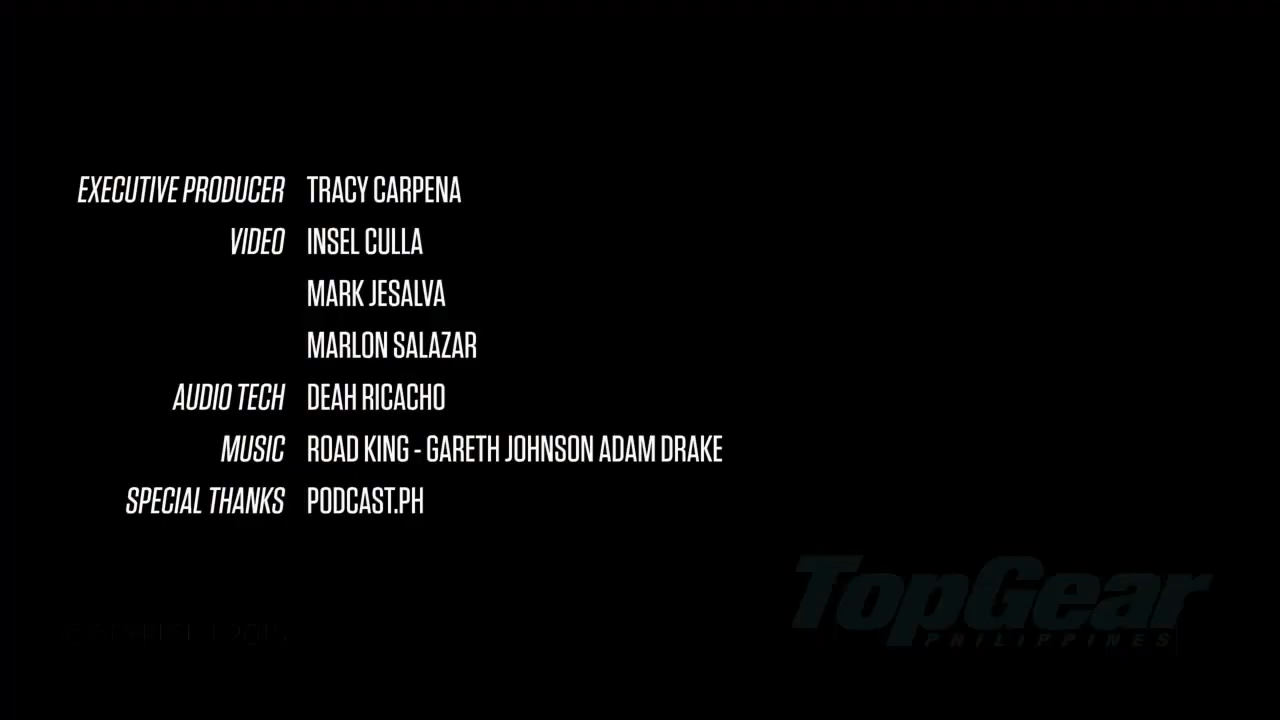 EXECUTIVE PRODUCER TRACY CARPENA
VIDEO INSEL CULLA
MARK JESALVA
MARLON SALAZAR
AUDIO TECH DEAH RICACHO
MUSIC ROAD KING - GARETH JOHNSON ADAM DRAKE
SPECIAL THANKS PODCAST.PH
TopGear
PHILIPPINES